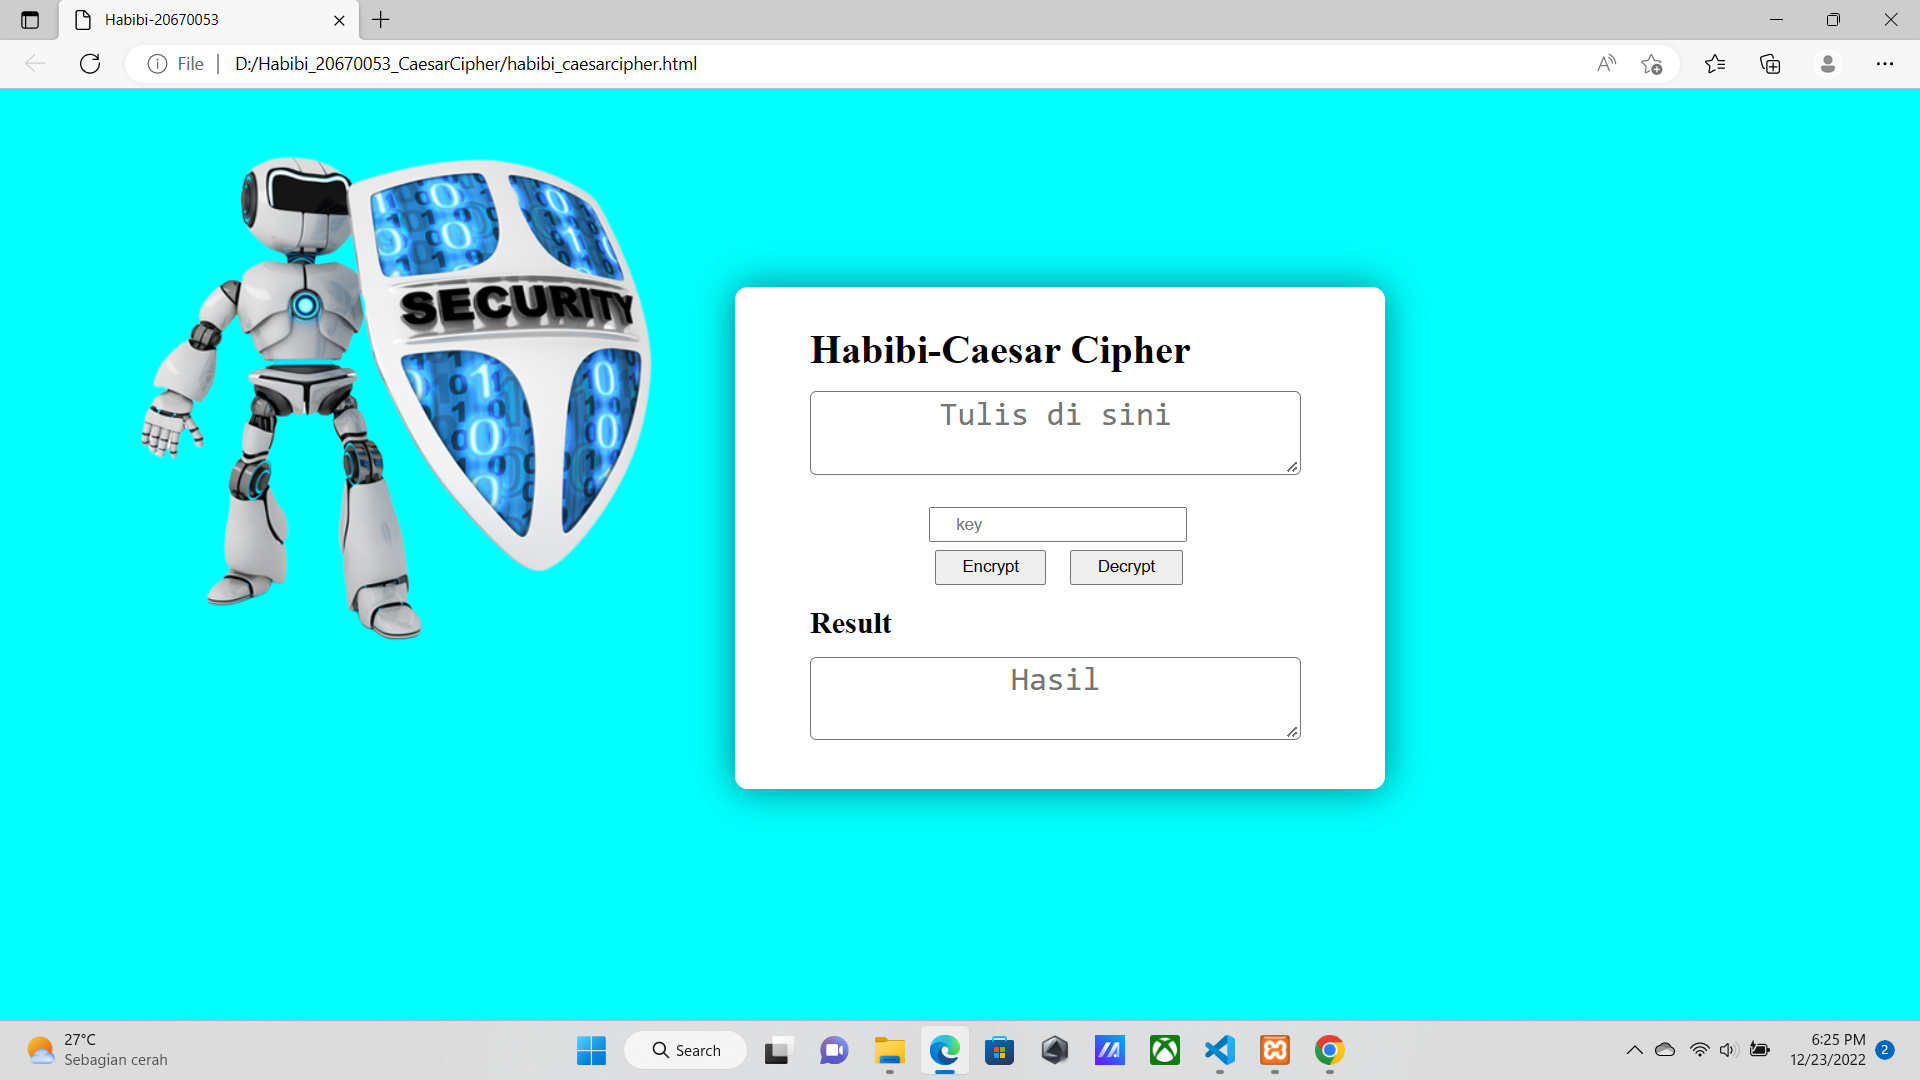 Habibi-20670053
File
D:/Habibi_20670053_CaesarCipher/habibi_caesarcipher.html
SECURITY
Habibi-Caesar Cipher
Tulis di sini
key
Encrypt Decrypt
Result
Hasil
27°C
Sebagian cerah
Search
6:25 PM
12/23/2022
2